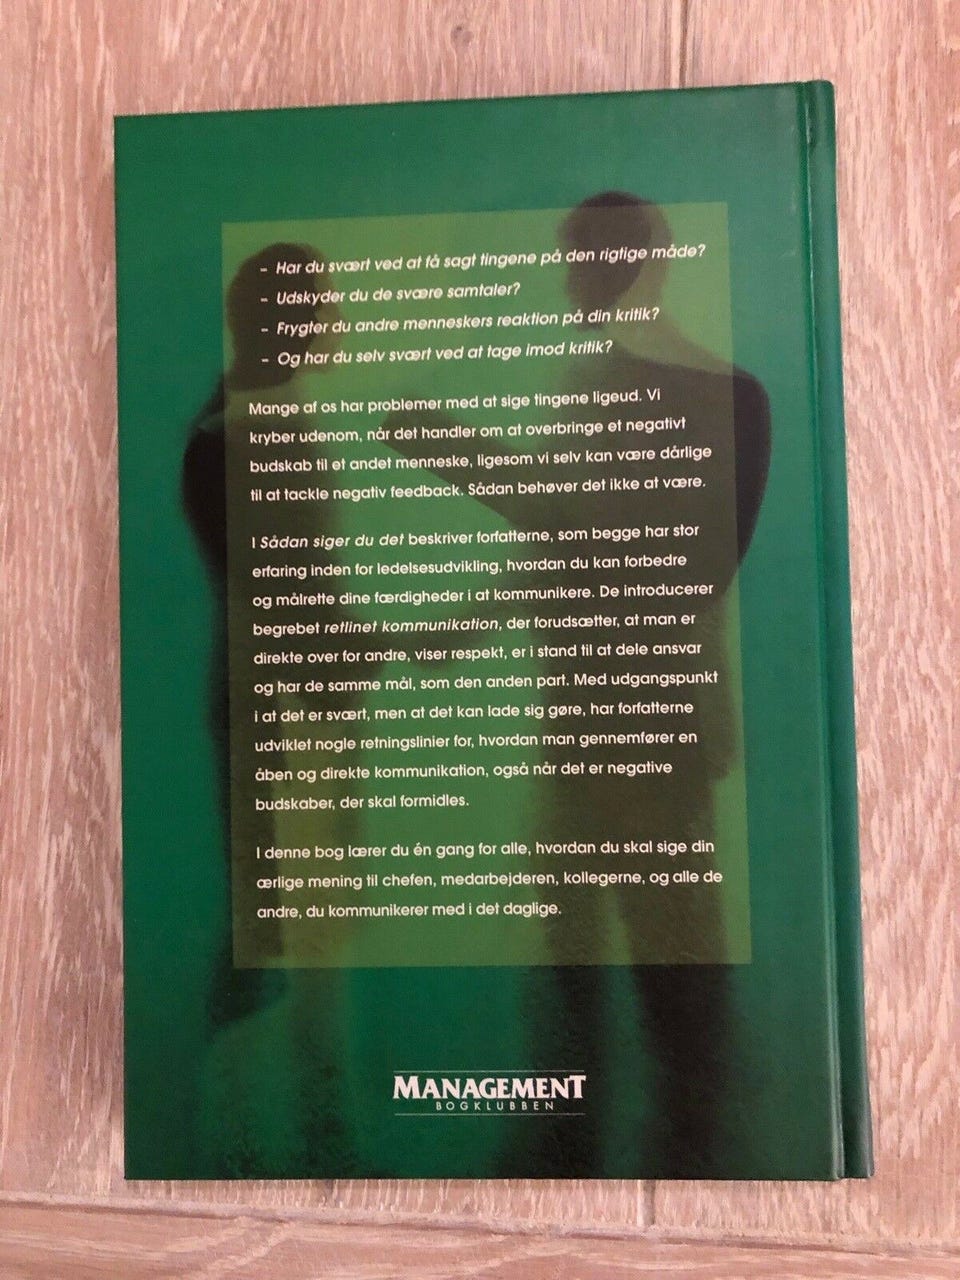 – Har du svært ved at få sagt tingene på den rigtige måde?
– Udskyder du de svære samtaler?
– Frygter du andre menneskers reaktion på din kritik?
– Og har du selv svært ved at tage imod kritik?
Mange af os har problemer med at sige tingene ligeud. Vi
kryber udenom, når det handler om at overbringe et negativt
budskab til et andet menneske, ligesom vi selv kan være dårlige
til at tackle negativ feedback. Sådan behøver det ikke at være.
I Sådan siger du det beskriver forfatterne, som begge har stor
erfaring inden for ledelsesudvikling, hvordan du kan forbedre
og målrette dine færdigheder i at kommunikere. De introducerer
begrebet retlinet kommunikation, der forudsætter, at man er
direkte over for andre, viser respekt, er i stand til at dele ansvar
og har de samme mål, som den anden part. Med udgangspunkt
i at det er svært, men at det kan lade sig gøre, har forfatterne
udviklet nogle retningslinier for, hvordan man gennemfører en
åben og direkte kommunikation, også når det er negative
budskaber, der skal formidles.
I denne bog lærer du én gang for alle, hvordan du skal sige din
ærlige mening til chefen, medarbejderen, kollegerne, og alle de
andre, du kommunikerer med i det daglige.
MANAGEMENT
BOGKLUBBEN